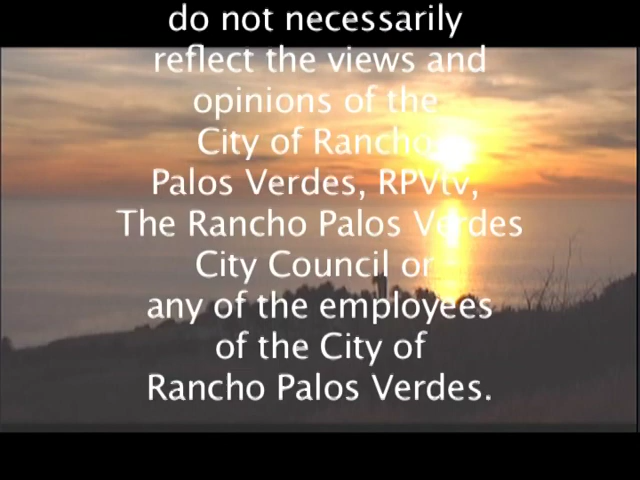 do not necessarily
reflect the views and
opinions of the
City of Rancho
Palos Verdes, RPVtv,
The Rancho Palos Verdes
City Council or
any of the employees
of the City of
Rancho Palos Verdes.